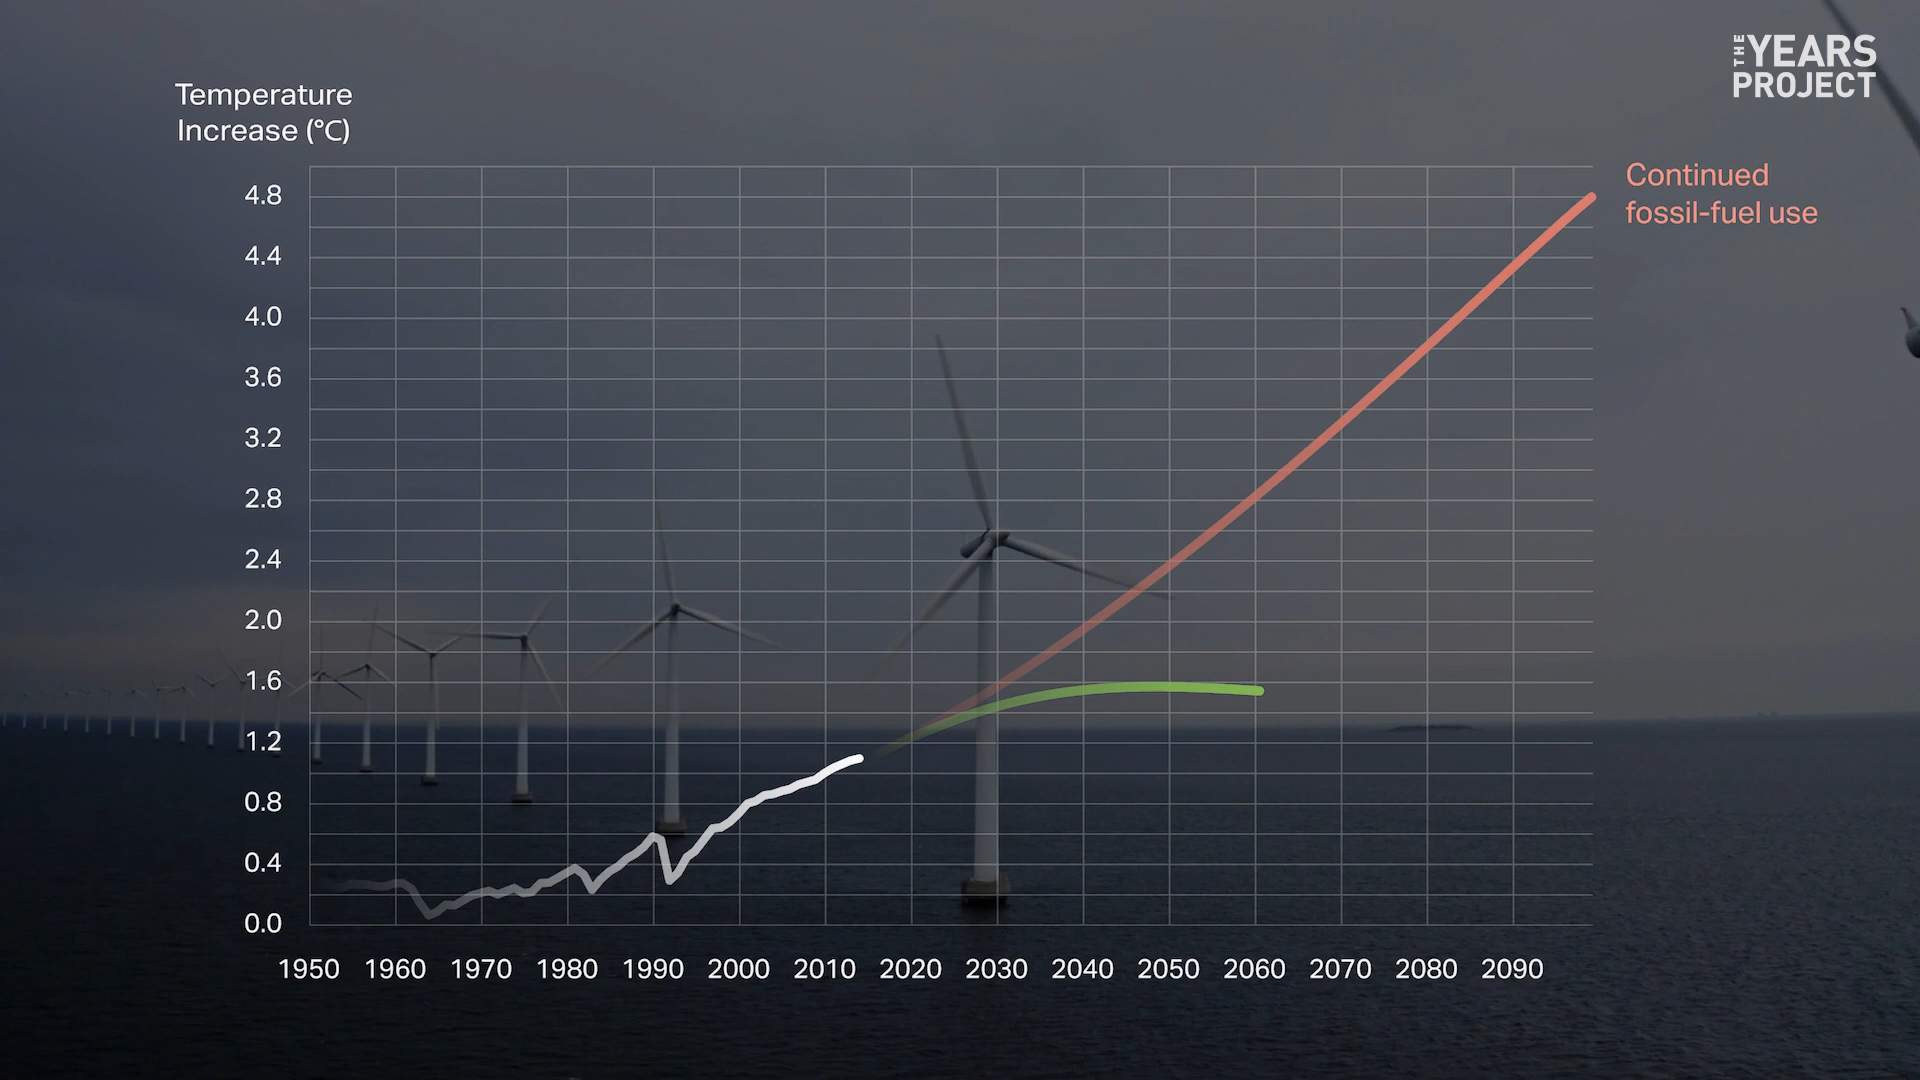 THE YEARS
PROJECT
Temperature
Increase (°C)
Continued
fossil-fuel use
4.8
4.4
4.0
3.6
3.2
2.8
2.4
2.0
1.6
1.2
0.8
0.4
0.0
1950 1960 1970 1980 1990 2000 2010 2020 2030 2040 2050 2060 2070 2080 2090